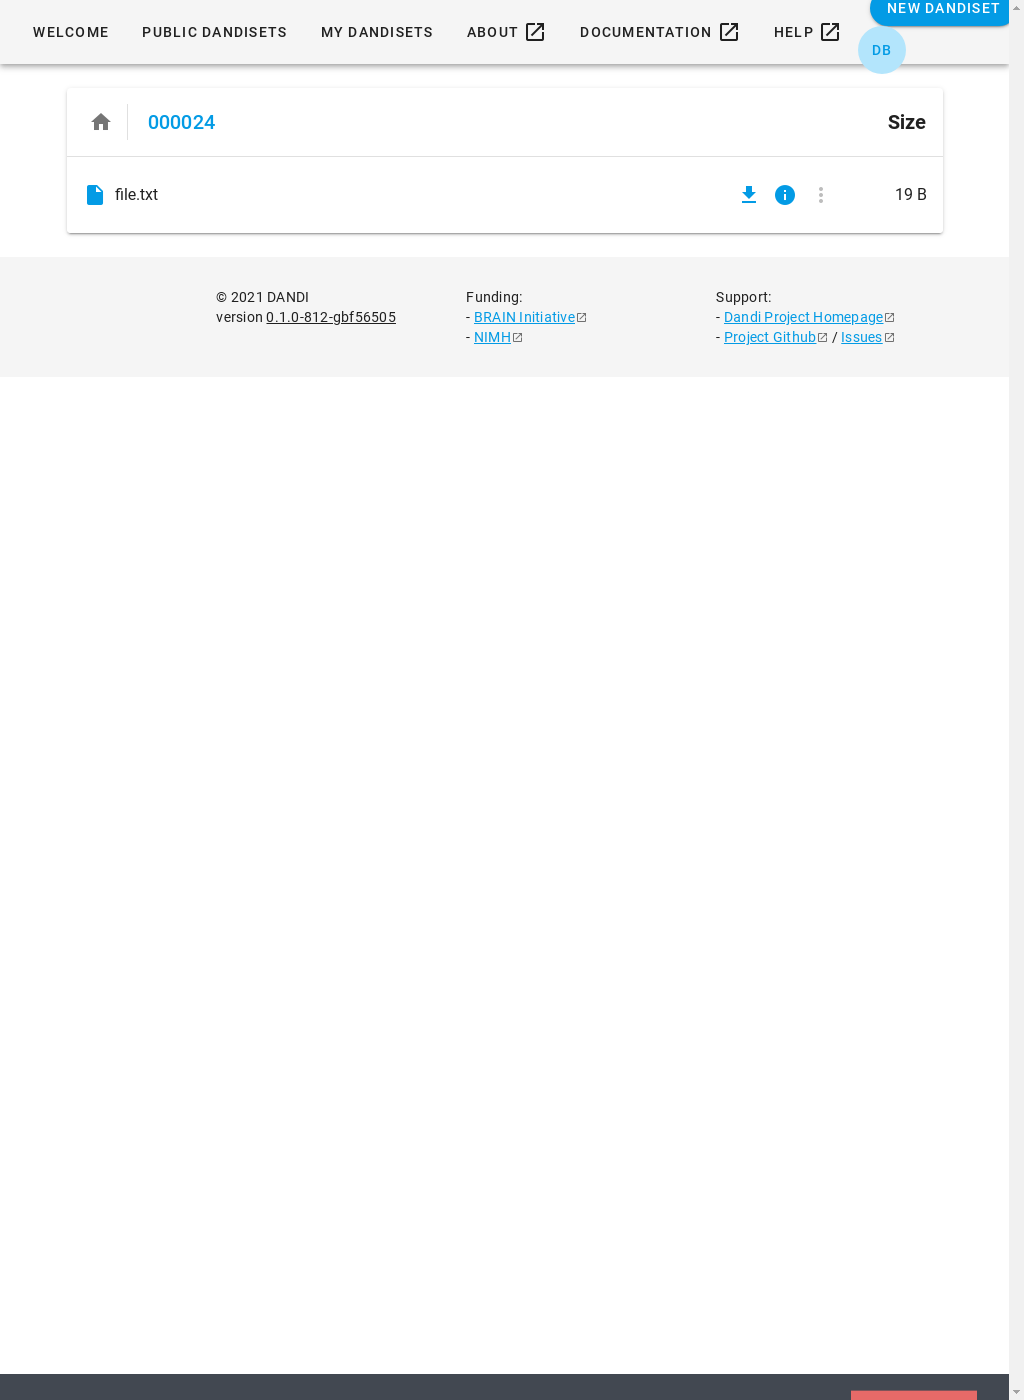 WELCOME PUBLIC DANDISETS MY DANDISETS ABOUT DOCUMENTATION HELP NEW DANDISET
DB
000024 Size
file.txt 19 B
© 2021 DANDI
version 0.1.0-812-gbf56505
Funding:
- BRAIN Initiative
- NIMH
Support:
- Dandi Project Homepage
- Project Github / Issues